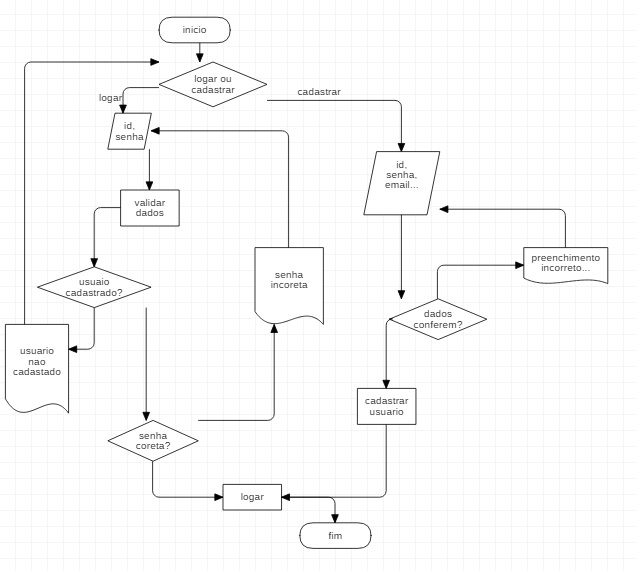 inicio
logar ou
cadastrar
logar
cadastrar
id,
senha
id,
senha,
email...
validar
dados
preenchimento
incorreto...
senha
incoreta
usuaio
cadastrado?
dados
conferem?
usuario
nao
cadastado
cadastrar
usuario
senha
coreta?
logar
fim